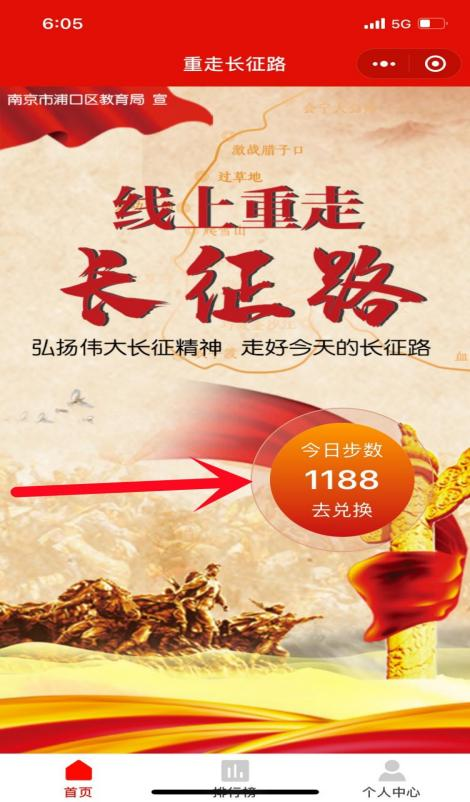 6:05
5G
重走长征路
南京市浦口区教育局 宣
会宁大会师
激战腊子口
过草地
爬雪山
线上重走
长征路
弘扬伟大长征精神 走好今天的长征路
今日步数
1188
去兑换
首页
排行榜
个人中心